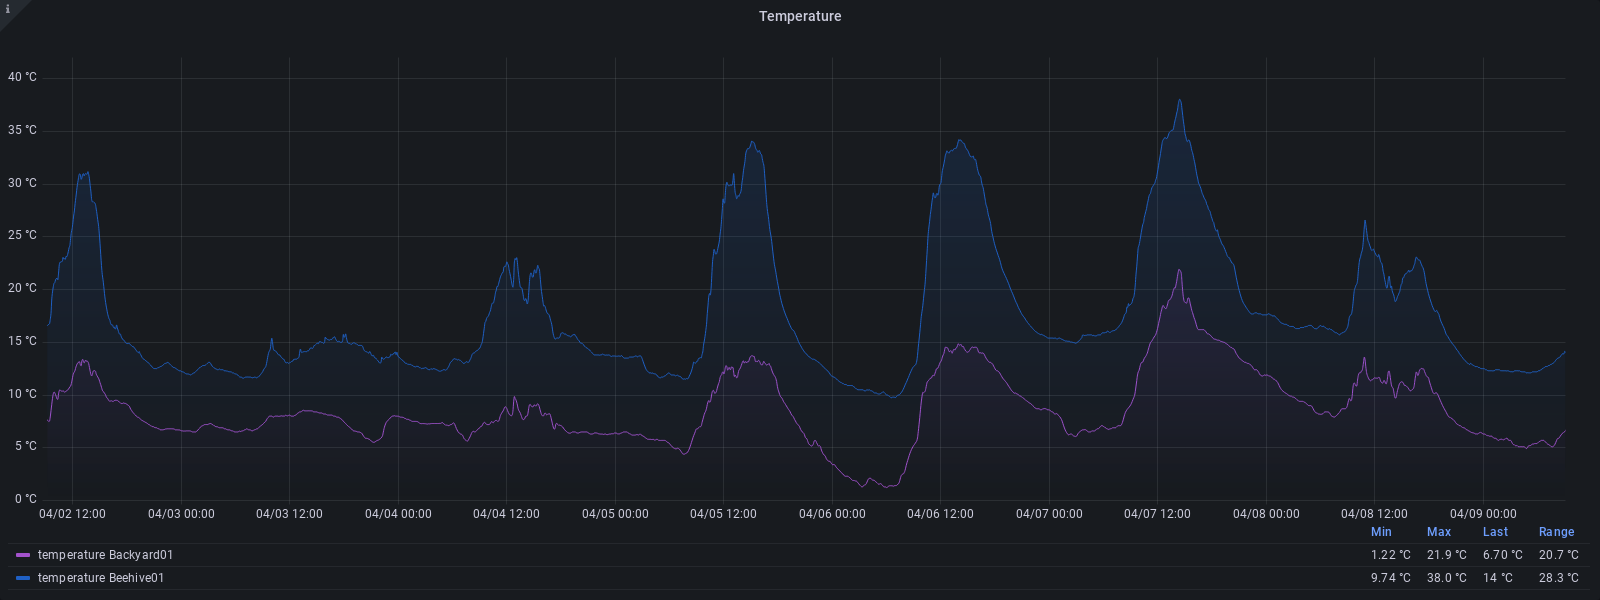 i
Temperature
40 °C
35 °C
30 °C
25 °C
20 °C
15 °C
10 °C
5 °C
0 °C
04/02 12:00 04/03 00:00 04/03 12:00 04/04 00:00 04/04 12:00 04/05 00:00 04/05 12:00 04/06 00:00 04/06 12:00 04/07 00:00 04/07 12:00 04/08 00:00 04/08 12:00 04/09 00:00
Min Max Last Range
temperature Backyard01 1.22 °C 21.9 °C 6.70 °C 20.7 °C
temperature Beehive01 9.74 °C 38.0 °C 14 °C 28.3 °C